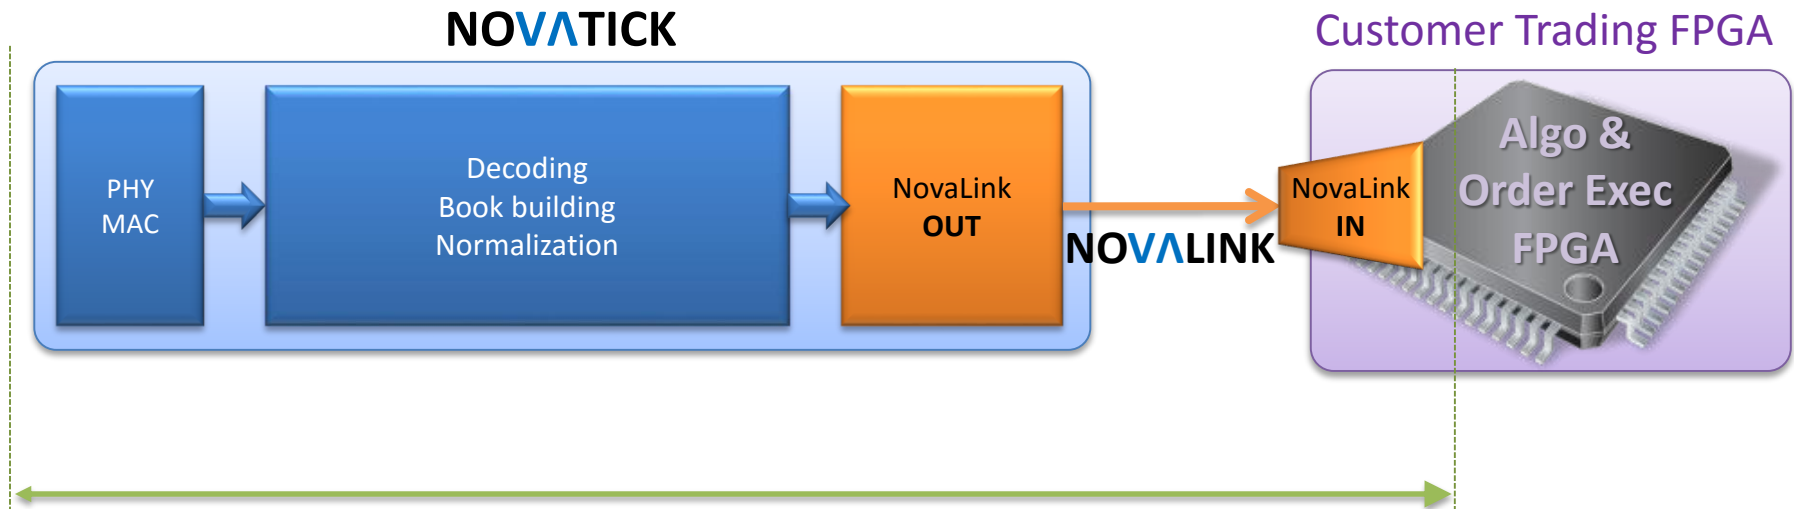 NOVΛTICK
Customer Trading FPGA
PHY
MAC
Decoding
Book building
Normalization
NovaLink
OUT
NOVΛLINK
NovaLink
IN
Algo &
Order Exec
FPGA